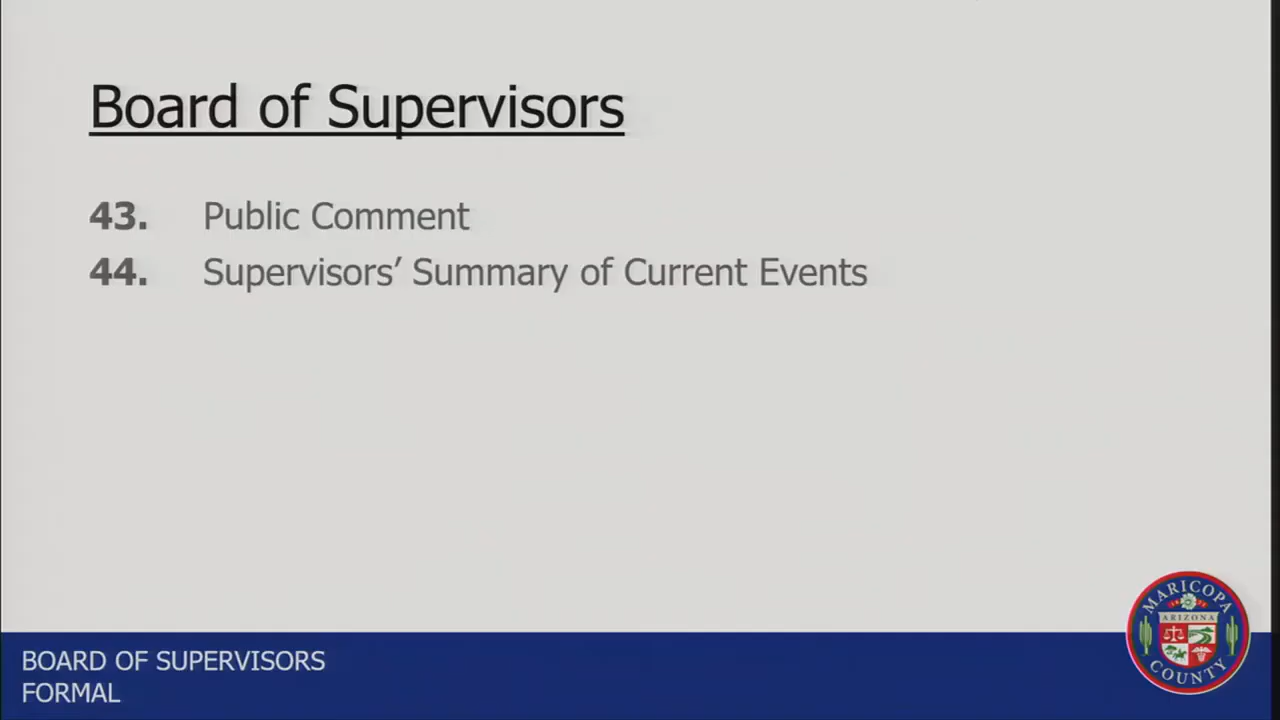 Board of Supervisors
43. Public Comment
44. Supervisors’ Summary of Current Events
BOARD OF SUPERVISORS
FORMAL
MARICOPA
ARIZONA
COUNTY